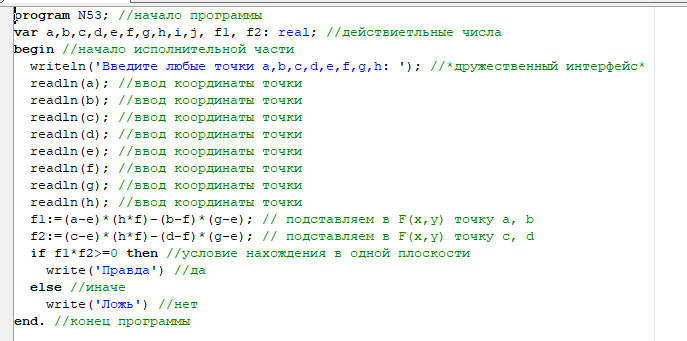 program N53; //начало программы
var a,b,c,d,e,f,g,h,i,j, f1, f2: real; //действиетльные числа
begin //начало исполнительной части
writeln('Введите любые точки a,b,c,d,e,f,g,h: '); //*дружественный интерфейс*
readln(a); //ввод координаты точки
readln(b); //ввод координаты точки
readln(c); //ввод координаты точки
readln(d); //ввод координаты точки
readln(e); //ввод координаты точки
readln(f); //ввод координаты точки
readln(g); //ввод координаты точки
readln(h); //ввод координаты точки
f1:=(a-e)*(h*f)-(b-f)*(g-e); // подставляем в F(x,y) точку a, b
f2:=(c-e)*(h*f)-(d-f)*(g-e); // подставляем в F(x,y) точку c, d
if f1*f2>=0 then //условие нахождения в одной плоскости
write('Правда') //да
else //иначе
write('Ложь') //нет
end. //конец программы